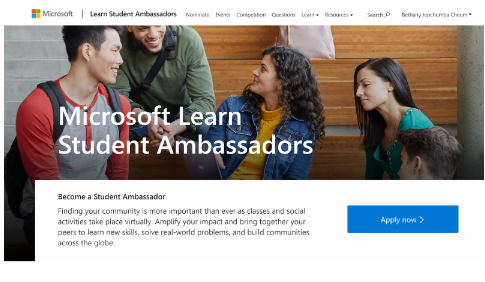 Microsoft | Learn Student Ambassadors Nominate Events Competition Questions Learn Resources Search Bethany Jepchumba Cheum
Microsoft Learn
Student Ambassadors
Become a Student Ambassador
Finding your community is more important than ever as classes and social
activities take place virtually. Amplify your impact and bring together your
peers to learn new skills, solve real-world problems, and build communities
across the globe.
Apply now